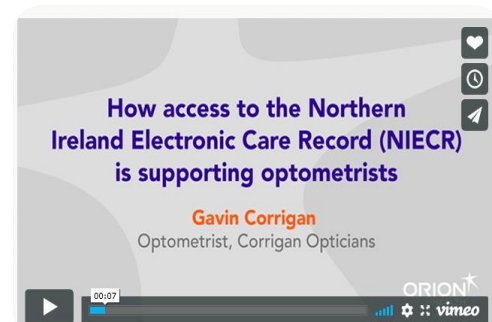 How access to the Northern
Ireland Electronic Care Record (NIECR)
is supporting optometrists
Gavin Corrigan
Optometrist, Corrigan Opticians
ORION
00:07
vimeo